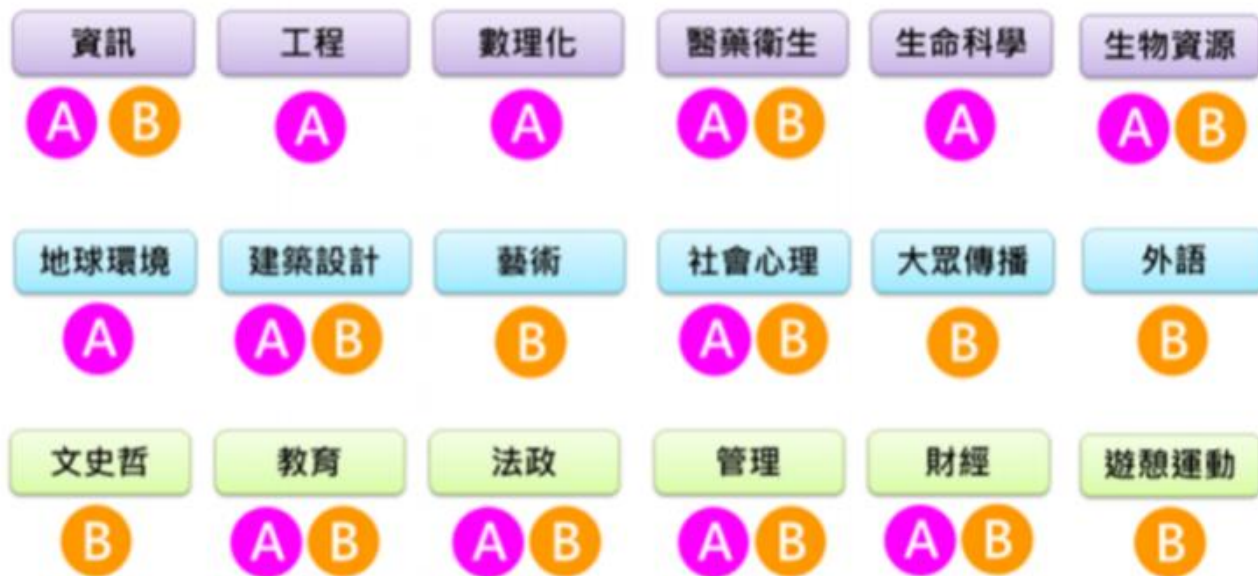 資訊 工程 數理化 醫藥衛生 生命科學 生物資源
A B A A A B A A B
地球環境 建築設計 藝術 社會心理 大眾傳播 外語
A A B B A B B B
文史哲 教育 法政 管理 財經 遊憩運動
B A B A B A B A B B